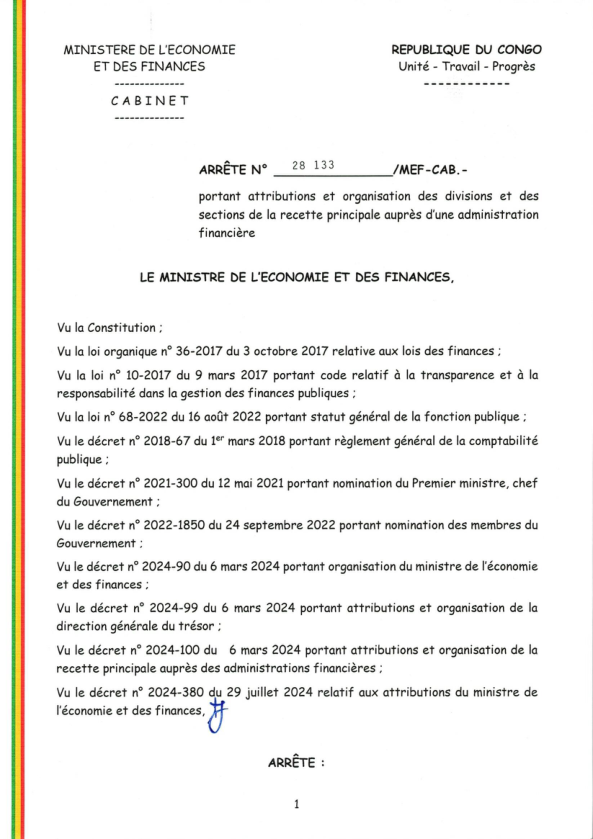 MINISTERE DE L'ECONOMIE
ET DES FINANCES
--------------
C A B I N E T
--------------
REPUBLIQUE DU CONGO
Unité - Travail - Progrès
------------
ARRÊTE N° 28 133 /MEF-CAB.-
portant attributions et organisation des divisions et des
sections de la recette principale auprès d'une administration
financière
LE MINISTRE DE L'ECONOMIE ET DES FINANCES,
Vu la Constitution ;
Vu la loi organique n° 36-2017 du 3 octobre 2017 relative aux lois des finances ;
Vu la loi n° 10-2017 du 9 mars 2017 portant code relatif à la transparence et à la
responsabilité dans la gestion des finances publiques ;
Vu la loi n° 68-2022 du 16 août 2022 portant statut général de la fonction publique ;
Vu le décret n° 2018-67 du 1er mars 2018 portant règlement général de la comptabilité
publique ;
Vu le décret n° 2021-300 du 12 mai 2021 portant nomination du Premier ministre, chef
du Gouvernement ;
Vu le décret n° 2022-1850 du 24 septembre 2022 portant nomination des membres du
Gouvernement ;
Vu le décret n° 2024-90 du 6 mars 2024 portant organisation du ministre de l'économie
et des finances ;
Vu le décret n° 2024-99 du 6 mars 2024 portant attributions et organisation de la
direction générale du trésor ;
Vu le décret n° 2024-100 du 6 mars 2024 portant attributions et organisation de la
recette principale auprès des administrations financières ;
Vu le décret n° 2024-380 du 29 juillet 2024 relatif aux attributions du ministre de
l'économie et des finances,
ARRÊTE :
1